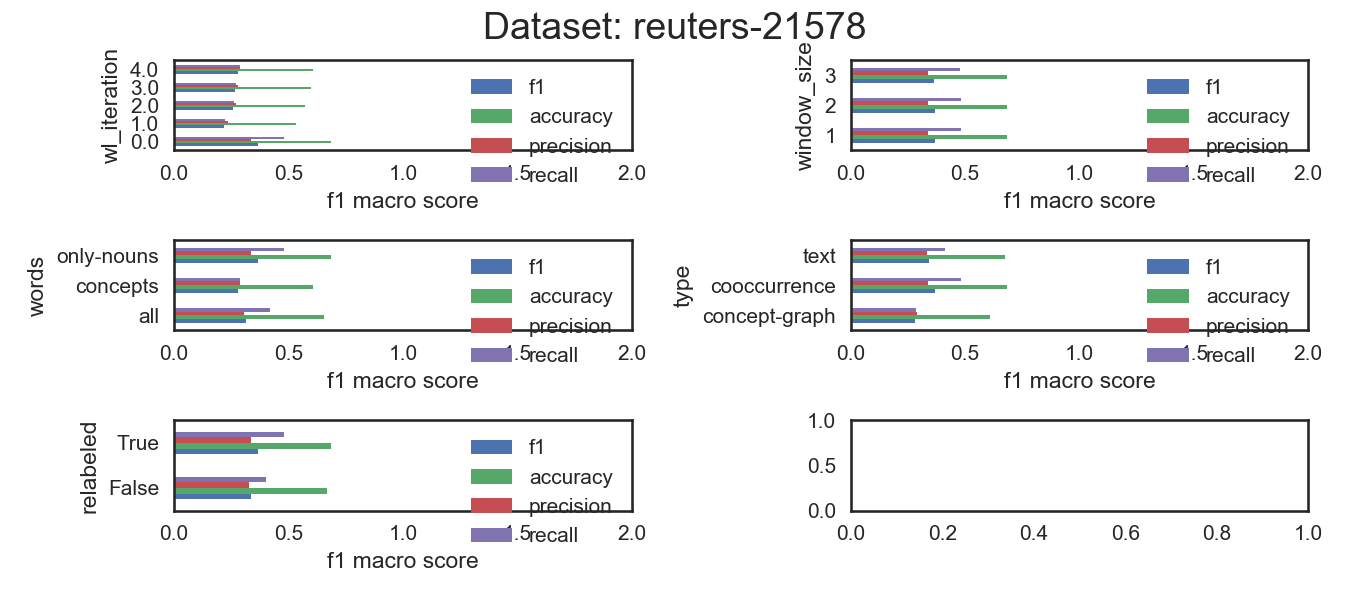 Dataset: reuters-21578
wl_iteration
4.0
3.0
2.0
1.0
0.0
f1
accuracy
precision
recall
0.0 0.5 1.0 .5 2.0
f1 macro score
window_size
3
2
1
f1
accuracy
precision
recall
0.0 0.5 1.0 .5 2.0
f1 macro score
words
only-nouns
concepts
all
f1
accuracy
precision
recall
0.0 0.5 1.0 .5 2.0
f1 macro score
type
text
cooccurrence
concept-graph
f1
accuracy
precision
recall
0.0 0.5 1.0 .5 2.0
f1 macro score
relabeled
True
False
f1
accuracy
precision
recall
0.0 0.5 1.0 .5 2.0
f1 macro score
1.0
0.5
0.0
0.0 0.2 0.4 0.6 0.8 1.0